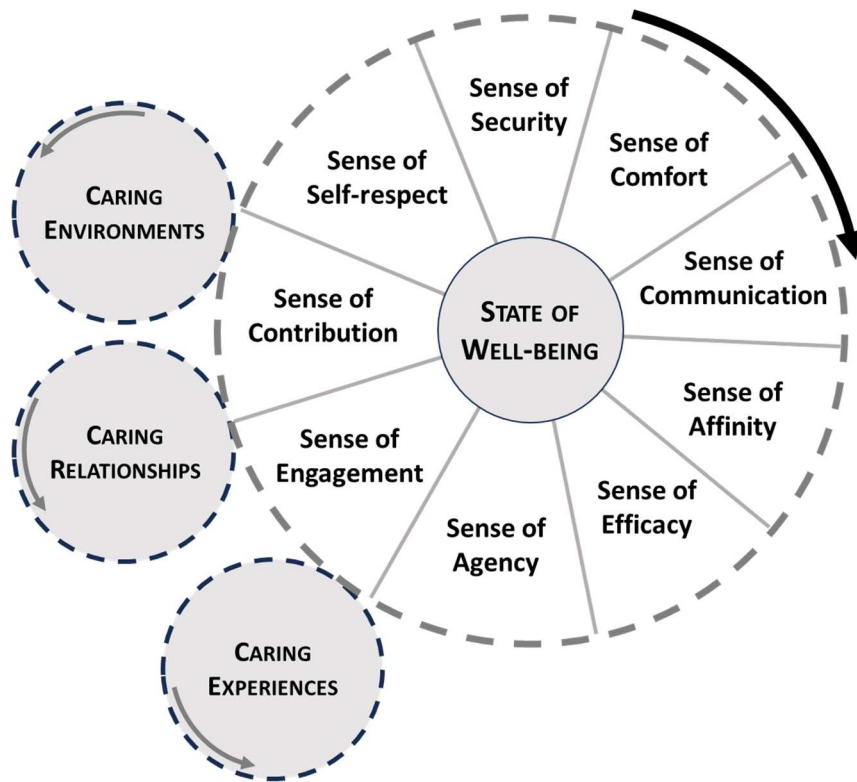 Sense of
Security
Sense of
Comfort
Sense of
Communication
Sense of
Affinity
Sense of
Efficacy
Sense of
Agency
Sense of
Engagement
Sense of
Contribution
Sense of
Self-respect
STATE OF
WELL-BEING
CARING
ENVIRONMENTS
CARING
RELATIONSHIPS
CARING
EXPERIENCES